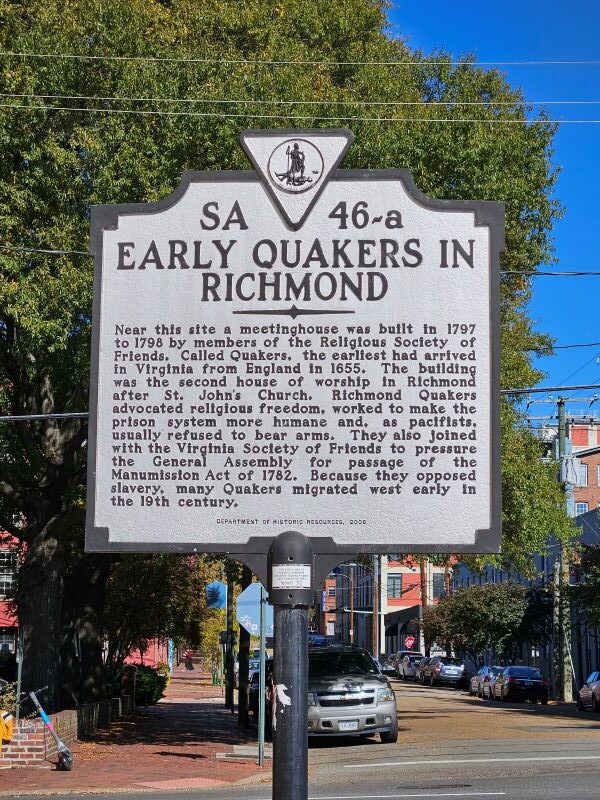 SA 46-a
EARLY QUAKERS IN
RICHMOND
Near this site a meetinghouse was built in 1797
to 1798 by members of the Religious Society of
Friends. Called Quakers, the earliest had arrived
in Virginia from England in 1655. The building
was the second house of worship in Richmond
after St. John's Church. Richmond Quakers
advocated religious freedom, worked to make the
prison system more humane and, as pacifists,
usually refused to bear arms. They also joined
with the Virginia Society of Friends to pressure
the General Assembly for passage of the
Manumission Act of 1782. Because they opposed
slavery, many Quakers migrated west early in
the 19th century.
DEPARTMENT OF HISTORIC RESOURCES, 2008